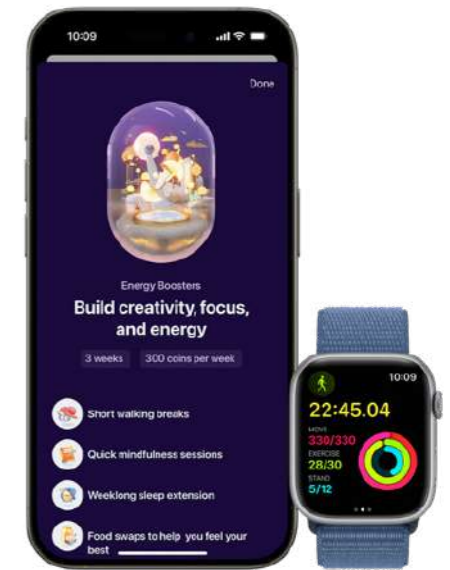 10:09
Done
Energy Boosters
Build creativity, focus,
and energy
3 weeks
300 coins per week
Short walking breaks
Quick mindfulness sessions
Weeklong sleep extension
Food swaps to help you feel your
best
10:09
22:45.04
MOVE
330/330
EXERCISE
28/30
STAND
5/12